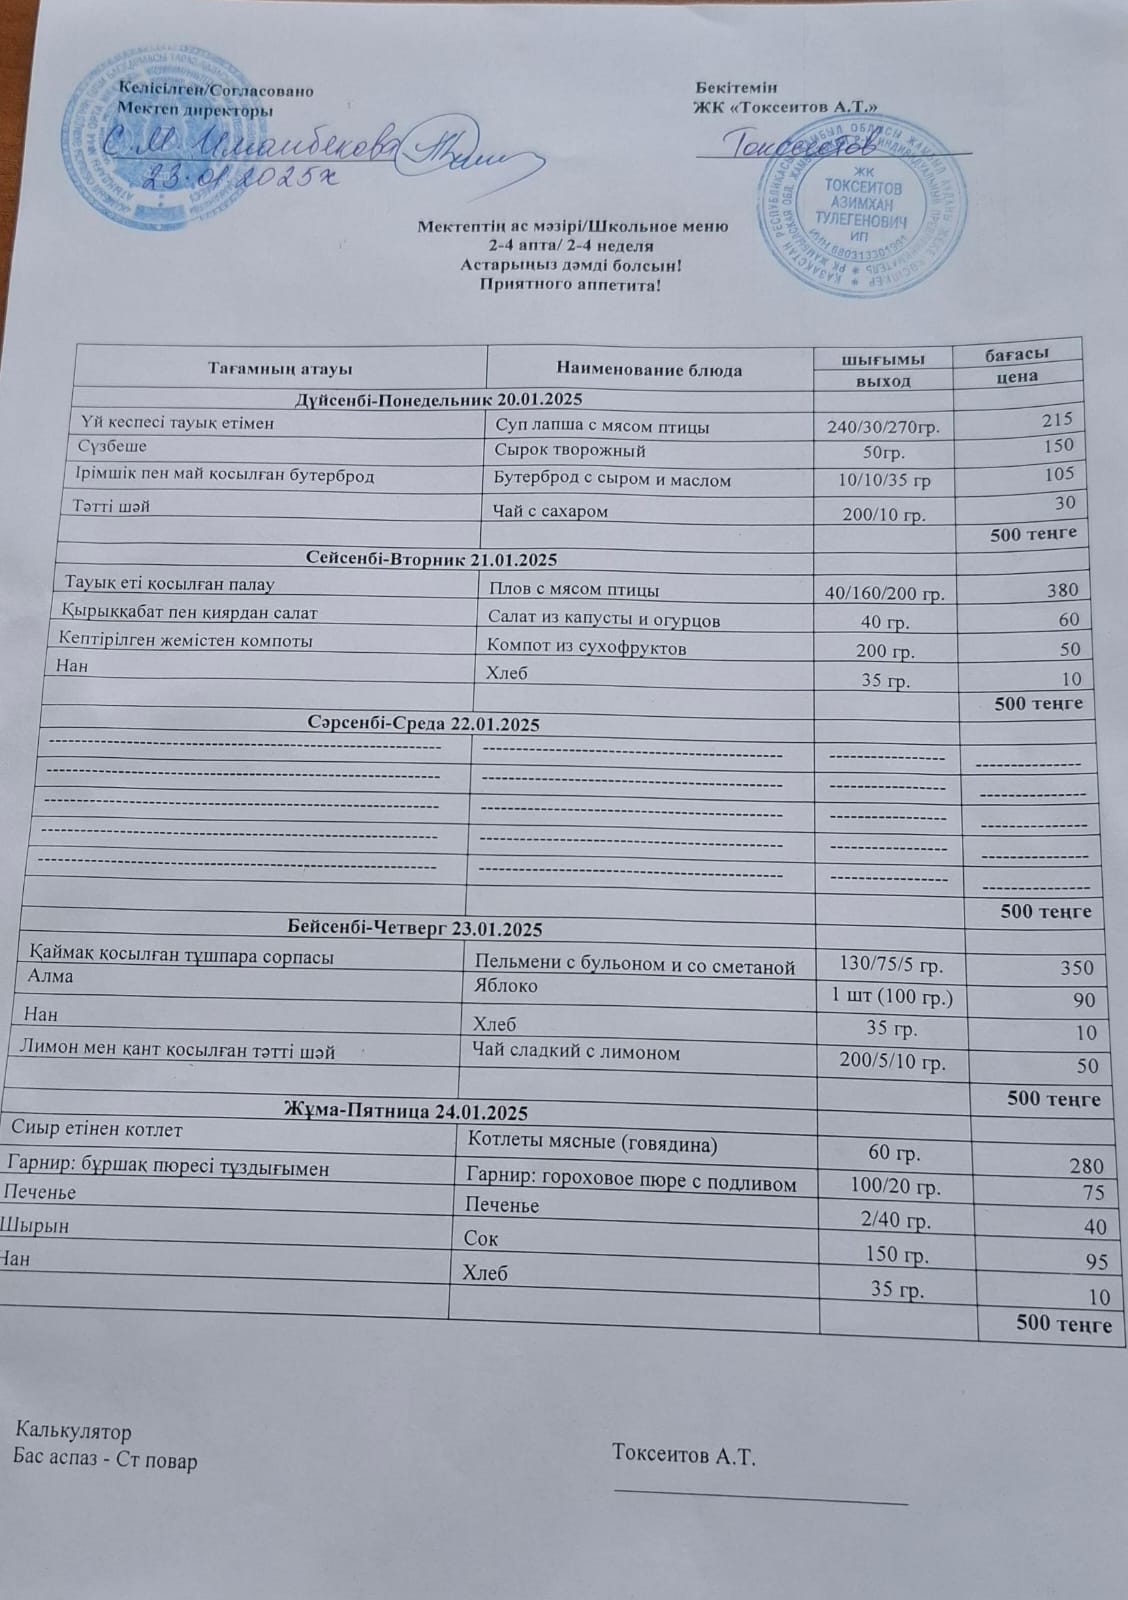 Келісілген/Согласовано
Мектеп директоры
С.М. Иманбекова
23.01.2025ж
Бекітемін
ЖК «Токсеитов А.Т.»
Токсеитов
ЖК
ТОКСЕИТОВ
АЗИМХАН
ТУЛЕГЕНОВИЧ
ИП
Мектептің ас мәзірі/Школьное меню
2-4 апта/ 2-4 неделя
Астарыңыз дәмді болсын!
Приятного аппетита!
Тағамның атауы Наименование блюда шығымы бағасы
выход цена
Дүйсенбі-Понедельник 20.01.2025
Үй кеспесі тауық етімен Суп лапша с мясом птицы 240/30/270гр. 215
Сүзбеше Сырок творожный 50гр. 150
Ірімшік пен май қосылған бутерброд Бутерброд с сыром и маслом 10/10/35 гр 105
Тәтті шәй Чай с сахаром 200/10 гр. 30
500 теңге
Сейсенбі-Вторник 21.01.2025
Тауық еті қосылған палау Плов с мясом птицы 40/160/200 гр. 380
Қырыққабат пен қиярдан салат Салат из капусты и огурцов 40 гр. 60
Кептірілген жемістен компоты Компот из сухофруктов 200 гр. 50
Нан Хлеб 35 гр. 10
500 теңге
Сәрсенбі-Среда 22.01.2025
500 теңге
Бейсенбі-Четверг 23.01.2025
Қаймақ қосылған тұшпара сорпасы Пельмени с бульоном и со сметаной 130/75/5 гр. 350
Алма Яблоко 1 шт (100 гр.) 90
Нан Хлеб 35 гр. 10
Лимон мен қант қосылған тәтті шәй Чай сладкий с лимоном 200/5/10 гр. 50
500 теңге
Жұма-Пятница 24.01.2025
Сиыр етінен котлет Котлеты мясные (говядина) 60 гр. 280
Гарнир: бұршақ пюресі тұздығымен Гарнир: гороховое пюре с подливом 100/20 гр. 75
Печенье Печенье 2/40 гр. 40
Шырын Сок 150 гр. 95
Нан Хлеб 35 гр. 10
500 теңге
Калькулятор
Бас аспаз - Ст повар
Токсеитов А.Т.